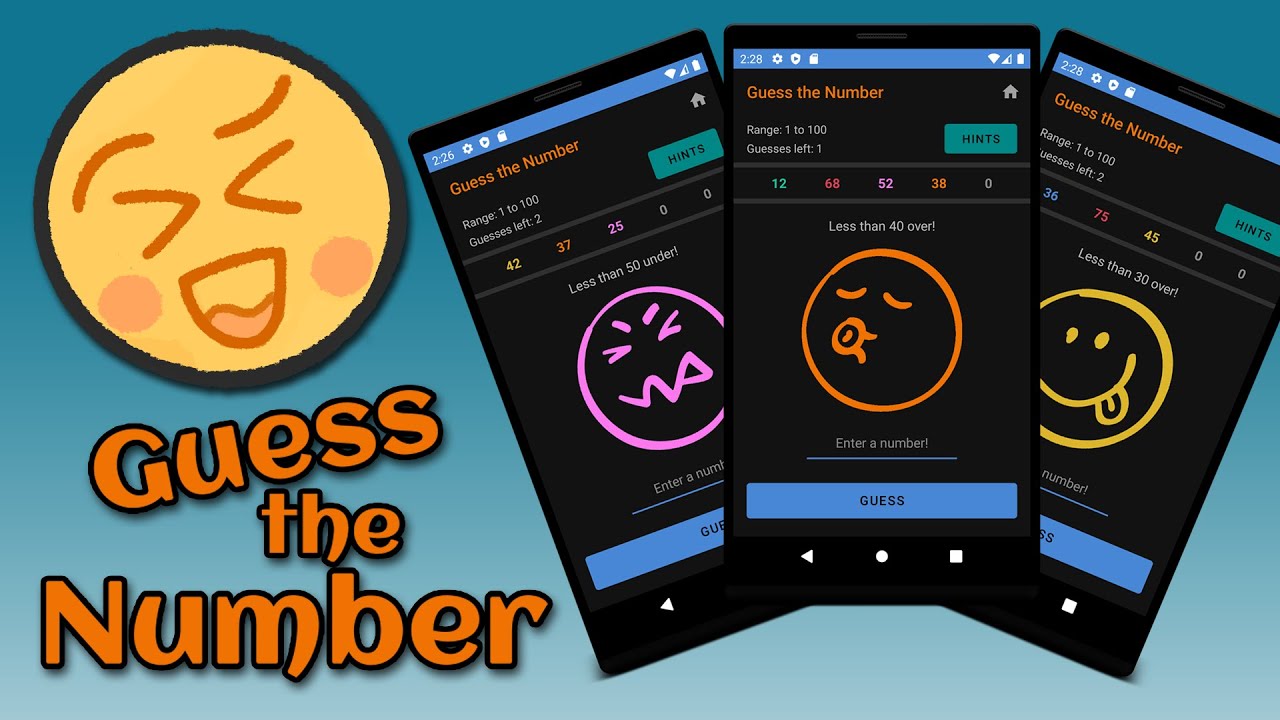 Guess
the
Number
2:26
Guess the Number
Range: 1 to 100
Guesses left: 2
HINTS
42 37 25 0 0
Less than 50 under!
Enter a numb
GUE
2:28
Guess the Number
Range: 1 to 100
Guesses left: 1
HINTS
12 68 52 38 0
Less than 40 over!
Enter a number!
GUESS
2:28
Guess the Number
Range: 1 to 100
Guesses left: 2
HINTS
36 75 45 0 0
Less than 30 over!
number!
SS